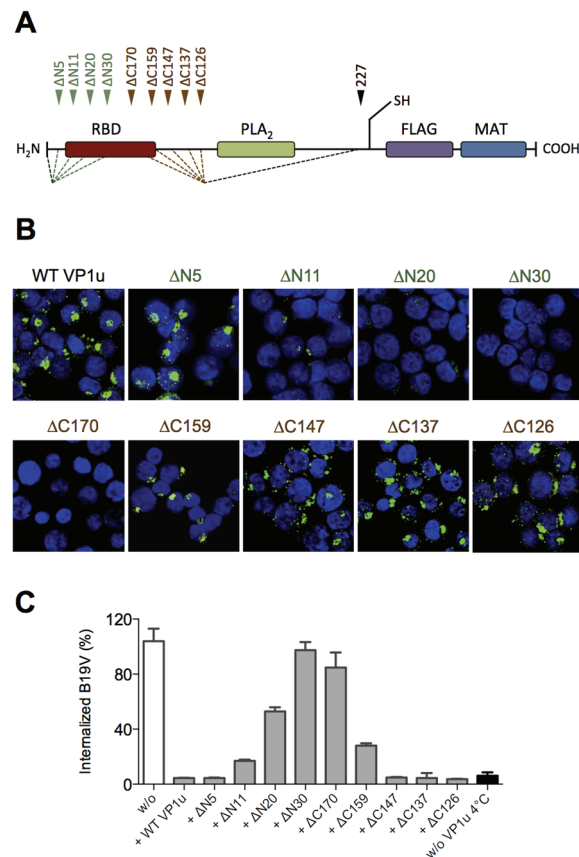 A
ΔN5
ΔN11
ΔN20
ΔN30
ΔC170
ΔC159
ΔC147
ΔC137
ΔC126
227
SH
RBD
PLA2
FLAG
MAT
H2N
COOH
B
WT VP1u ΔN5 ΔN11 ΔN20 ΔN30
ΔC170 ΔC159 ΔC147 ΔC137 ΔC126
C
Internalized B19V (%)
120
80
40
0
w/o
+ WT VP1u
+ ΔN5
+ ΔN11
+ ΔN20
+ ΔN30
+ ΔC170
+ ΔC159
+ ΔC147
+ ΔC137
+ ΔC126
w/o VP1u 4°C